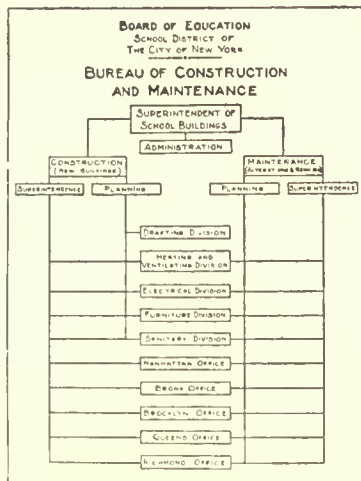 BOARD OF EDUCATION
SCHOOL DISTRICT OF
THE CITY OF NEW YORK
BUREAU OF CONSTRUCTION
AND MAINTENANCE
SUPERINTENDENT OF
SCHOOL BUILDINGS
ADMINISTRATION
CONSTRUCTION
(NEW BUILDINGS)
MAINTENANCE
(ALTERATIONS & REPAIRS)
SUPERINTENDENCE
PLANNING
PLANNING
SUPERINTENDENCE
DRAFTING DIVISION
HEATING AND
VENTILATING DIVISION
ELECTRICAL DIVISION
FURNITURE DIVISION
SANITARY DIVISION
MANHATTAN OFFICE
BRONX OFFICE
BROOKLYN OFFICE
QUEENS OFFICE
RICHMOND OFFICE